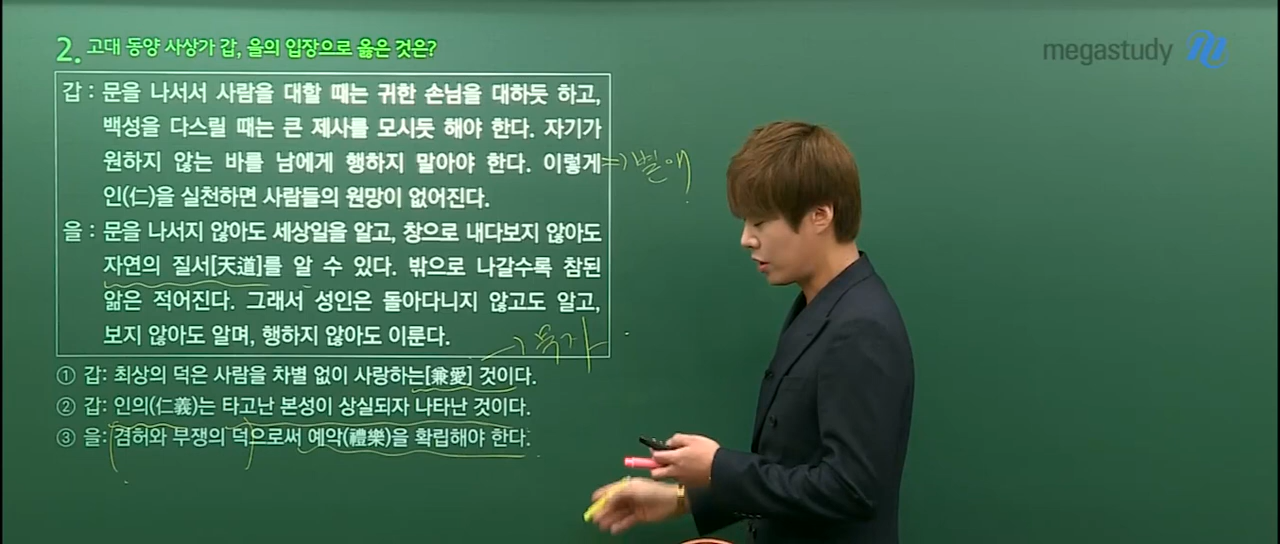 2. 고대 동양 사상가 갑, 을의 입장으로 옳은 것은?
megastudy
갑 : 문을 나서서 사람을 대할 때는 귀한 손님을 대하듯 하고,
백성을 다스릴 때는 큰 제사를 모시듯 해야 한다. 자기가
원하지 않는 바를 남에게 행하지 말아야 한다. 이렇게
⇒ 별애
인(仁)을 실천하면 사람들의 원망이 없어진다.
을 : 문을 나서지 않아도 세상일을 알고, 창으로 내다보지 않아도
자연의 질서[天道]를 알 수 있다. 밖으로 나갈수록 참된
앎은 적어진다. 그래서 성인은 돌아다니지 않고도 알고,
보지 않아도 알며, 행하지 않아도 이룬다.
① 갑: 최상의 덕은 사람을 차별 없이 사랑하는[兼愛] 것이다.
② 갑: 인의(仁義)는 타고난 본성이 상실되자 나타난 것이다.
③ 을: 겸허와 부쟁의 덕으로써 예악(禮樂)을 확립해야 한다.